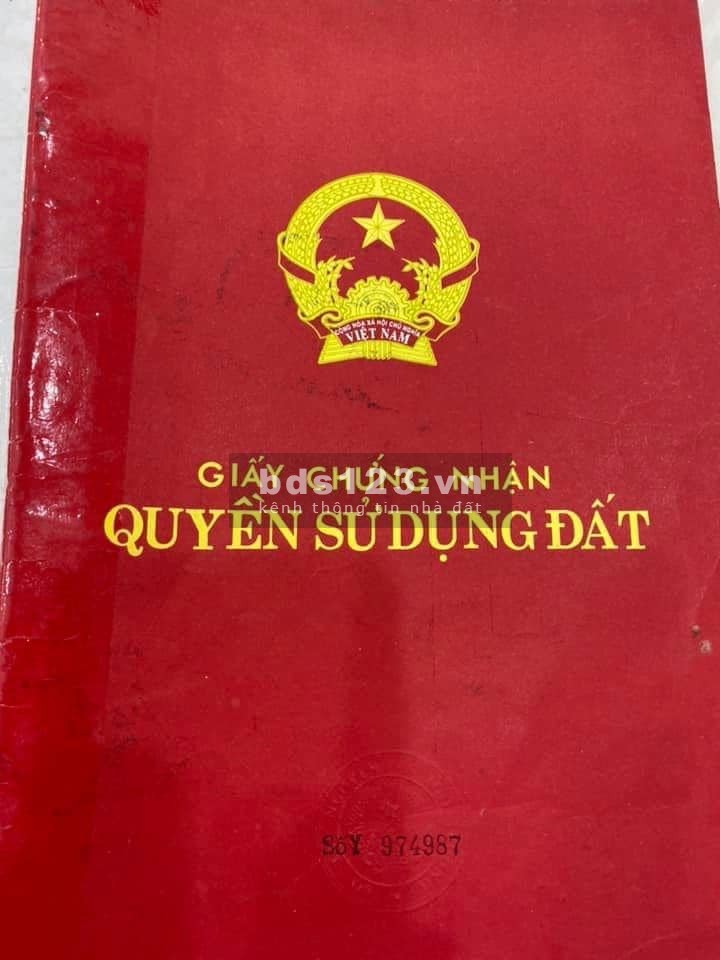 CỘNG HÒA XÃ HỘI CHỦ NGHĨA
VIỆT NAM
GIẤY CHỨNG NHẬN
bds123.vn
kênh thông tin nhà đất
QUYỀN SỬ DỤNG ĐẤT
Số Y 974987